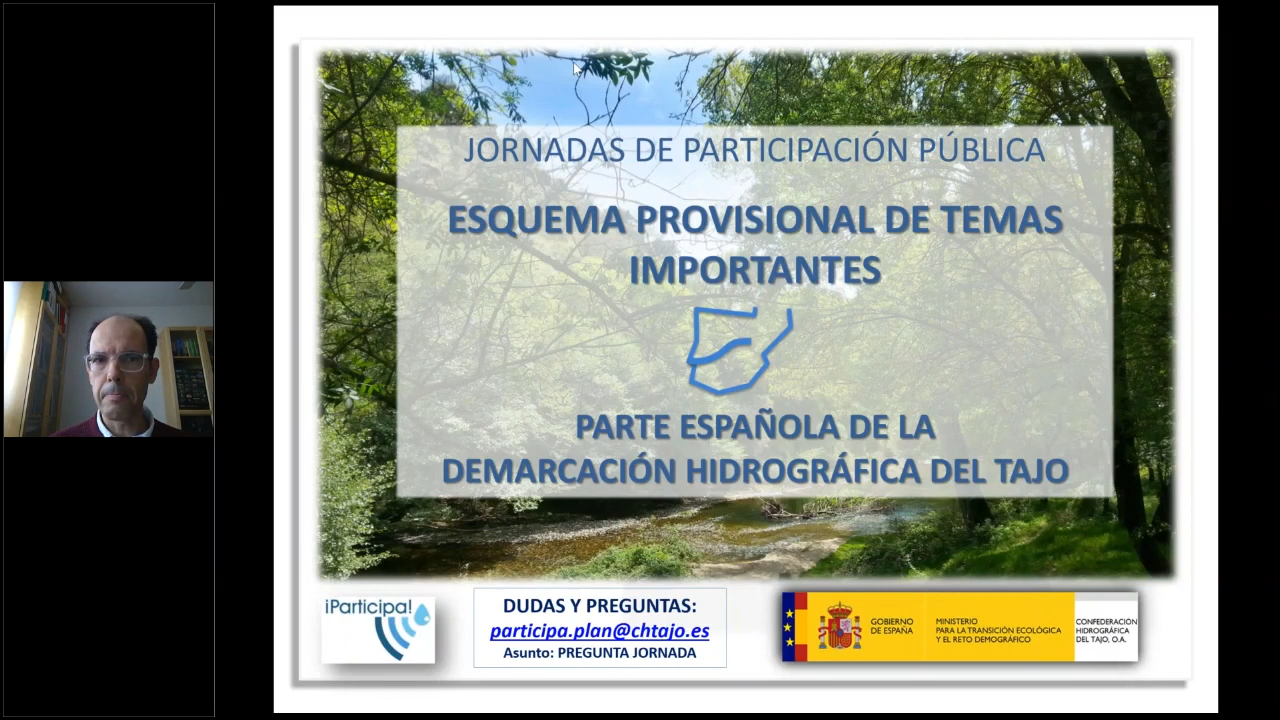 JORNADAS DE PARTICIPACIÓN PÚBLICA
ESQUEMA PROVISIONAL DE TEMAS
IMPORTANTES
PARTE ESPAÑOLA DE LA
DEMARCACIÓN HIDROGRÁFICA DEL TAJO
¡Participa!
DUDAS Y PREGUNTAS:
participa.plan@chtajo.es
Asunto: PREGUNTA JORNADA
GOBIERNO
DE ESPAÑA
MINISTERIO
PARA LA TRANSICIÓN ECOLÓGICA
Y EL RETO DEMOGRÁFICO
CONFEDERACIÓN
HIDROGRÁFICA
DEL TAJO, O.A.